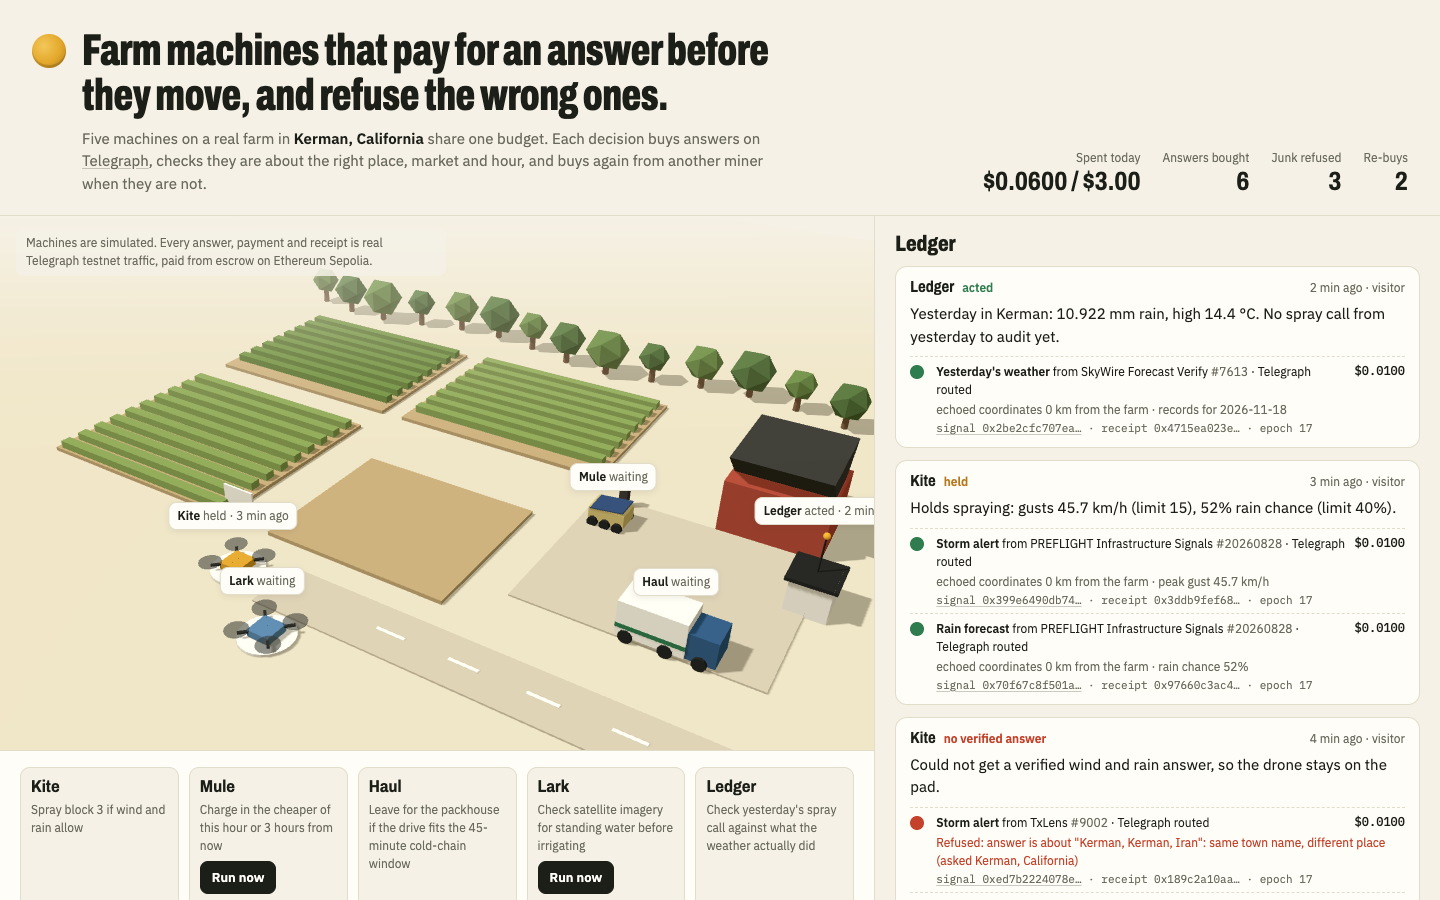 Farm machines that pay for an answer before
they move, and refuse the wrong ones.
Five machines on a real farm in Kerman, California share one budget. Each decision buys answers on
Telegraph, checks they are about the right place, market and hour, and buys again from another miner
when they are not.
Spent today
$0.0600 / $3.00
Answers bought
6
Junk refused
3
Re-buys
2
Machines are simulated. Every answer, payment and receipt is real
Telegraph testnet traffic, paid from escrow on Ethereum Sepolia.
Mule waiting
Kite held · 3 min ago
Ledger acted · 2 min
Lark waiting
Haul waiting
Kite
Spray block 3 if wind and
rain allow
Mule
Charge in the cheaper of
this hour or 3 hours from
now
Run now
Haul
Leave for the packhouse
if the drive fits the 45-
minute cold-chain
window
Lark
Check satellite imagery
for standing water before
irrigating
Run now
Ledger
Check yesterday's spray
call against what the
weather actually did
Ledger
Ledger acted 2 min ago · visitor
Yesterday in Kerman: 10.922 mm rain, high 14.4 °C. No spray call from
yesterday to audit yet.
Yesterday's weather from SkyWire Forecast Verify #7613 · Telegraph $0.0100
routed
echoed coordinates 0 km from the farm · records for 2026-11-18
signal 0x2be2cfc707ea… · receipt 0x4715ea023e… · epoch 17
Kite held 3 min ago · visitor
Holds spraying: gusts 45.7 km/h (limit 15), 52% rain chance (limit 40%).
Storm alert from PREFLIGHT Infrastructure Signals #20260828 · Telegraph $0.0100
routed
echoed coordinates 0 km from the farm · peak gust 45.7 km/h
signal 0x399e6490db74… · receipt 0x3ddb9fef68… · epoch 17
Rain forecast from PREFLIGHT Infrastructure Signals #20260828 · $0.0100
Telegraph routed
echoed coordinates 0 km from the farm · rain chance 52%
signal 0x70f67c8f501a… · receipt 0x97660c3ac4… · epoch 17
Kite no verified answer 4 min ago · visitor
Could not get a verified wind and rain answer, so the drone stays on the
pad.
Storm alert from TxLens #9002 · Telegraph routed $0.0100
Refused: answer is about "Kerman, Kerman, Iran": same town name, different place
(asked Kerman, California)
signal 0xed7b2224078e… · receipt 0x189c2a10aa… · epoch 17